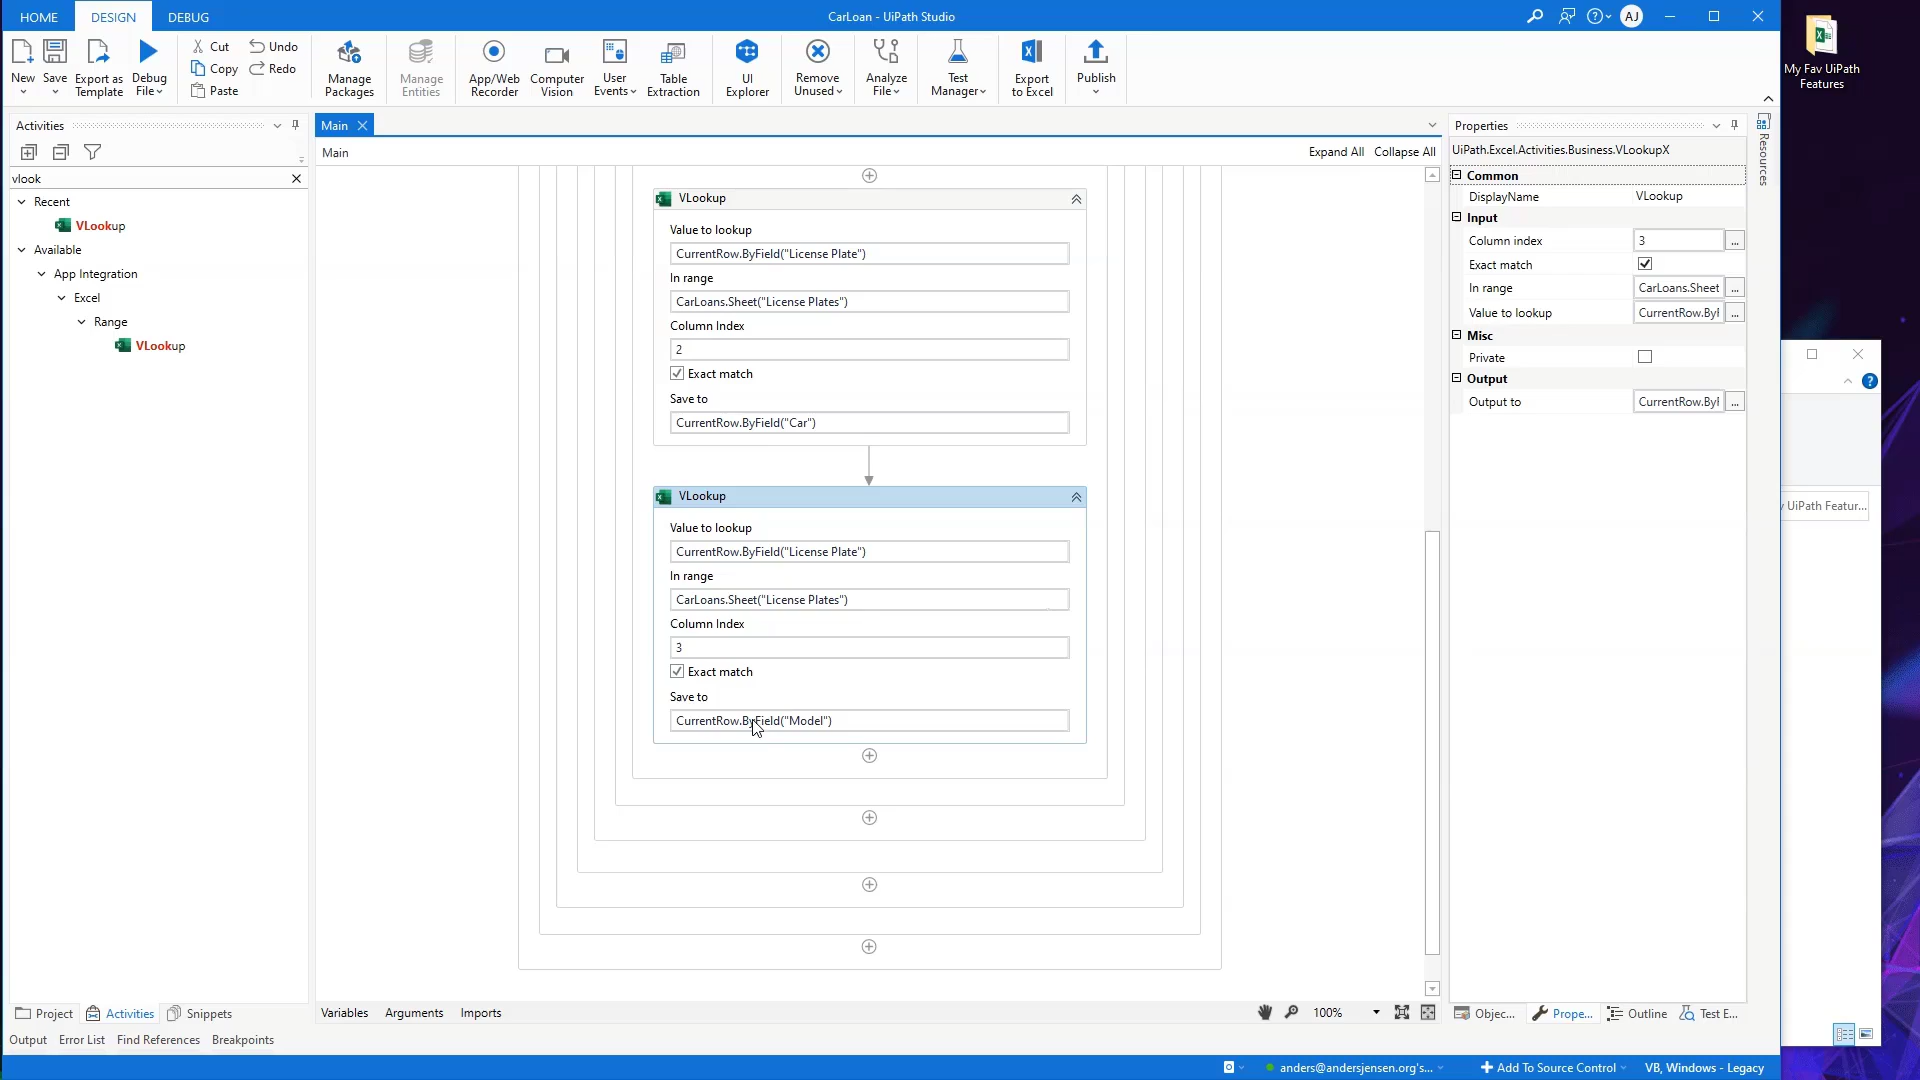 HOME
DESIGN
DEBUG
CarLoan - UiPath Studio
AJ
New
Save
Export as Template
Debug File
Cut
Copy
Paste
Undo
Redo
Manage Packages
Manage Entities
App/Web Recorder
Computer Vision
User Events
Table Extraction
UI Explorer
Remove Unused
Analyze File
Test Manager
Export to Excel
Publish
My Fav UiPath Features
Activities
vlook
Recent
VLookup
Available
App Integration
Excel
Range
VLookup
Main
Main
Expand All
Collapse All
VLookup
Value to lookup
CurrentRow.ByField("License Plate")
In range
CarLoans.Sheet("License Plates")
Column Index
2
Exact match
Save to
CurrentRow.ByField("Car")
VLookup
Value to lookup
CurrentRow.ByField("License Plate")
In range
CarLoans.Sheet("License Plates")
Column Index
3
Exact match
Save to
CurrentRow.ByField("Model")
Properties
UiPath.Excel.Activities.Business.VLookupX
Common
DisplayName VLookup
Input
Column index 3 ...
Exact match
In range CarLoans.Sheet ...
Value to lookup CurrentRow.ByF ...
Misc
Private
Output
Output to CurrentRow.ByF ...
Resources
UiPath Featur...
Project
Activities
Snippets
Variables
Arguments
Imports
100%
Objec...
Prope...
Outline
Test E...
Output
Error List
Find References
Breakpoints
anders@andersjensen.org's...
Add To Source Control
VB, Windows - Legacy